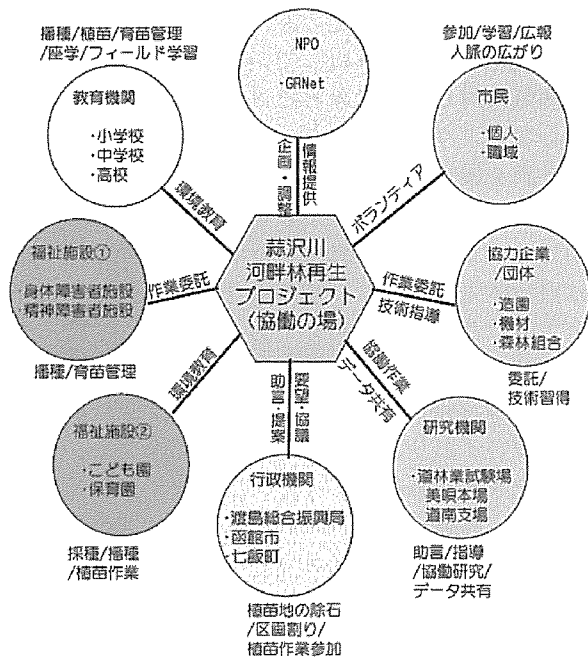 播種/植苗/育苗管理
/座学/フィールド学習
教育機関
・小学校
・中学校
・高校
環境教育
NPO
・GRNet
企画・調整
情報提供
参加/学習/広報
人脈の広がり
市民
・個人
・職域
ボランティア
蒜沢川
河畔林再生
プロジェクト
(協働の場)
福祉施設①
身体障害者施設
精神障害者施設
作業委託
播種/育苗管理
協力企業
/団体
・造園
・機材
・森林組合
作業委託
技術指導
委託/
技術習得
福祉施設②
・こども園
・保育園
環境教育
採種/播種
/植苗作業
行政機関
・渡島総合振興局
・函館市
・七飯町
助言・提案
要望・協議
植苗地の除石
/区画割り/
植苗作業参加
研究機関
・道林業試験場
美唄本場
道南支場
協働作業
データ共有
助言/指導
/協働研究/
データ共有